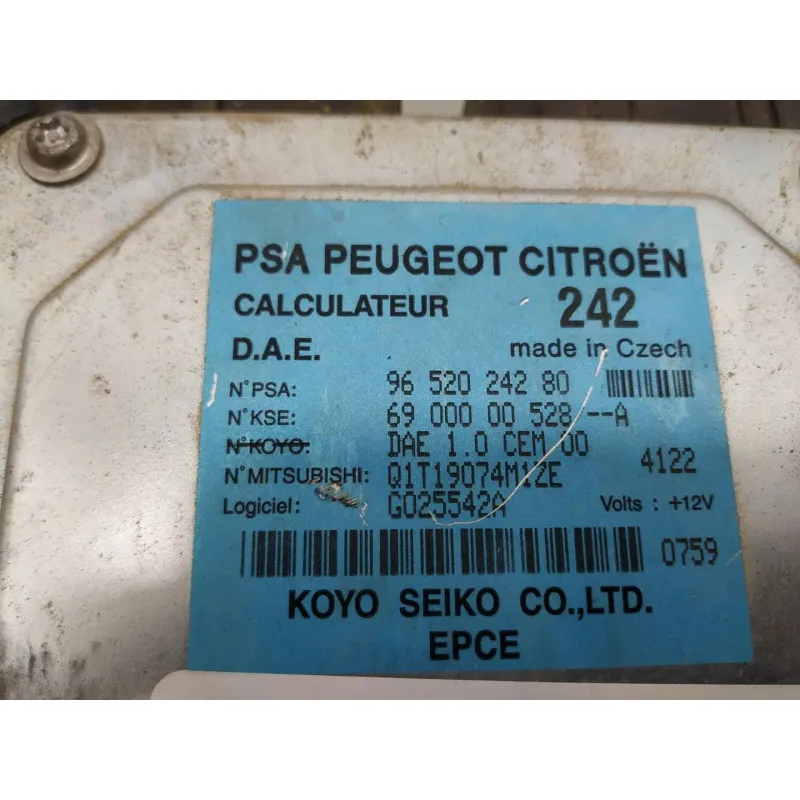 PSA PEUGEOT CITROËN
CALCULATEUR 242
D.A.E. made in Czech
N°PSA: 96 520 242 80
N°KSE: 69 000 00 528--A
N°KOYO: DAE 1.0 CEM 00
N°MITSUBISHI: Q1T19074M1ZE 4122
Logiciel: G025542A Volts : +12V
0759
KOYO SEIKO CO.,LTD.
EPCE